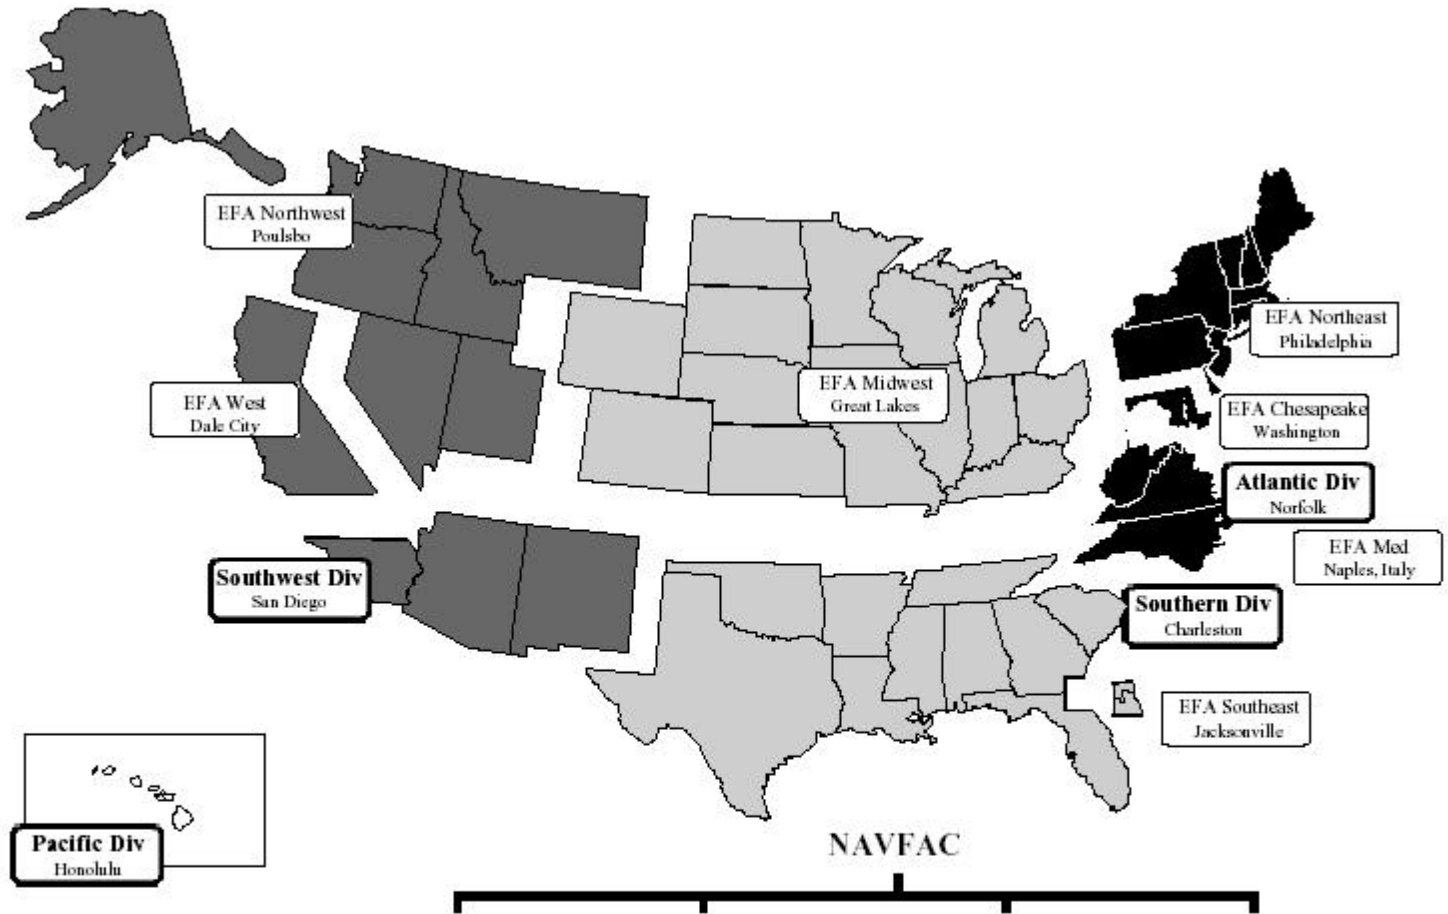 EFA Northwest
Poulsbo
EFA Northeast
Philadelphia
EFA Midwest
Great Lakes
EFA West
Dale City
EFA Chesapeake
Washington
Atlantic Div
Norfolk
EFA Med
Naples, Italy
Southwest Div
San Diego
Southern Div
Charleston
EFA Southeast
Jacksonville
Pacific Div
Honolulu
NAVFAC